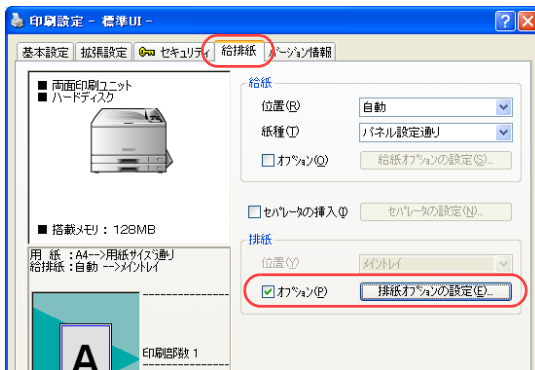 印刷設定 - 標準UI -
基本設定 拡張設定 セキュリティ 給排紙 バージョン情報
■ 両面印刷ユニット
■ ハードディスク
■ 搭載メモリ：128MB
用 紙：A4-->用紙サイズ通り
給排紙：自動 -->メイントレイ
A
印刷部数 1
給紙
位置(R) 自動
紙種(T) パネル設定通り
オプション(O) 給紙オプションの設定(S)...
セパレータの挿入(I) セパレータの設定(N)...
排紙
位置(Y) メイントレイ
オプション(P) 排紙オプションの設定(E)...